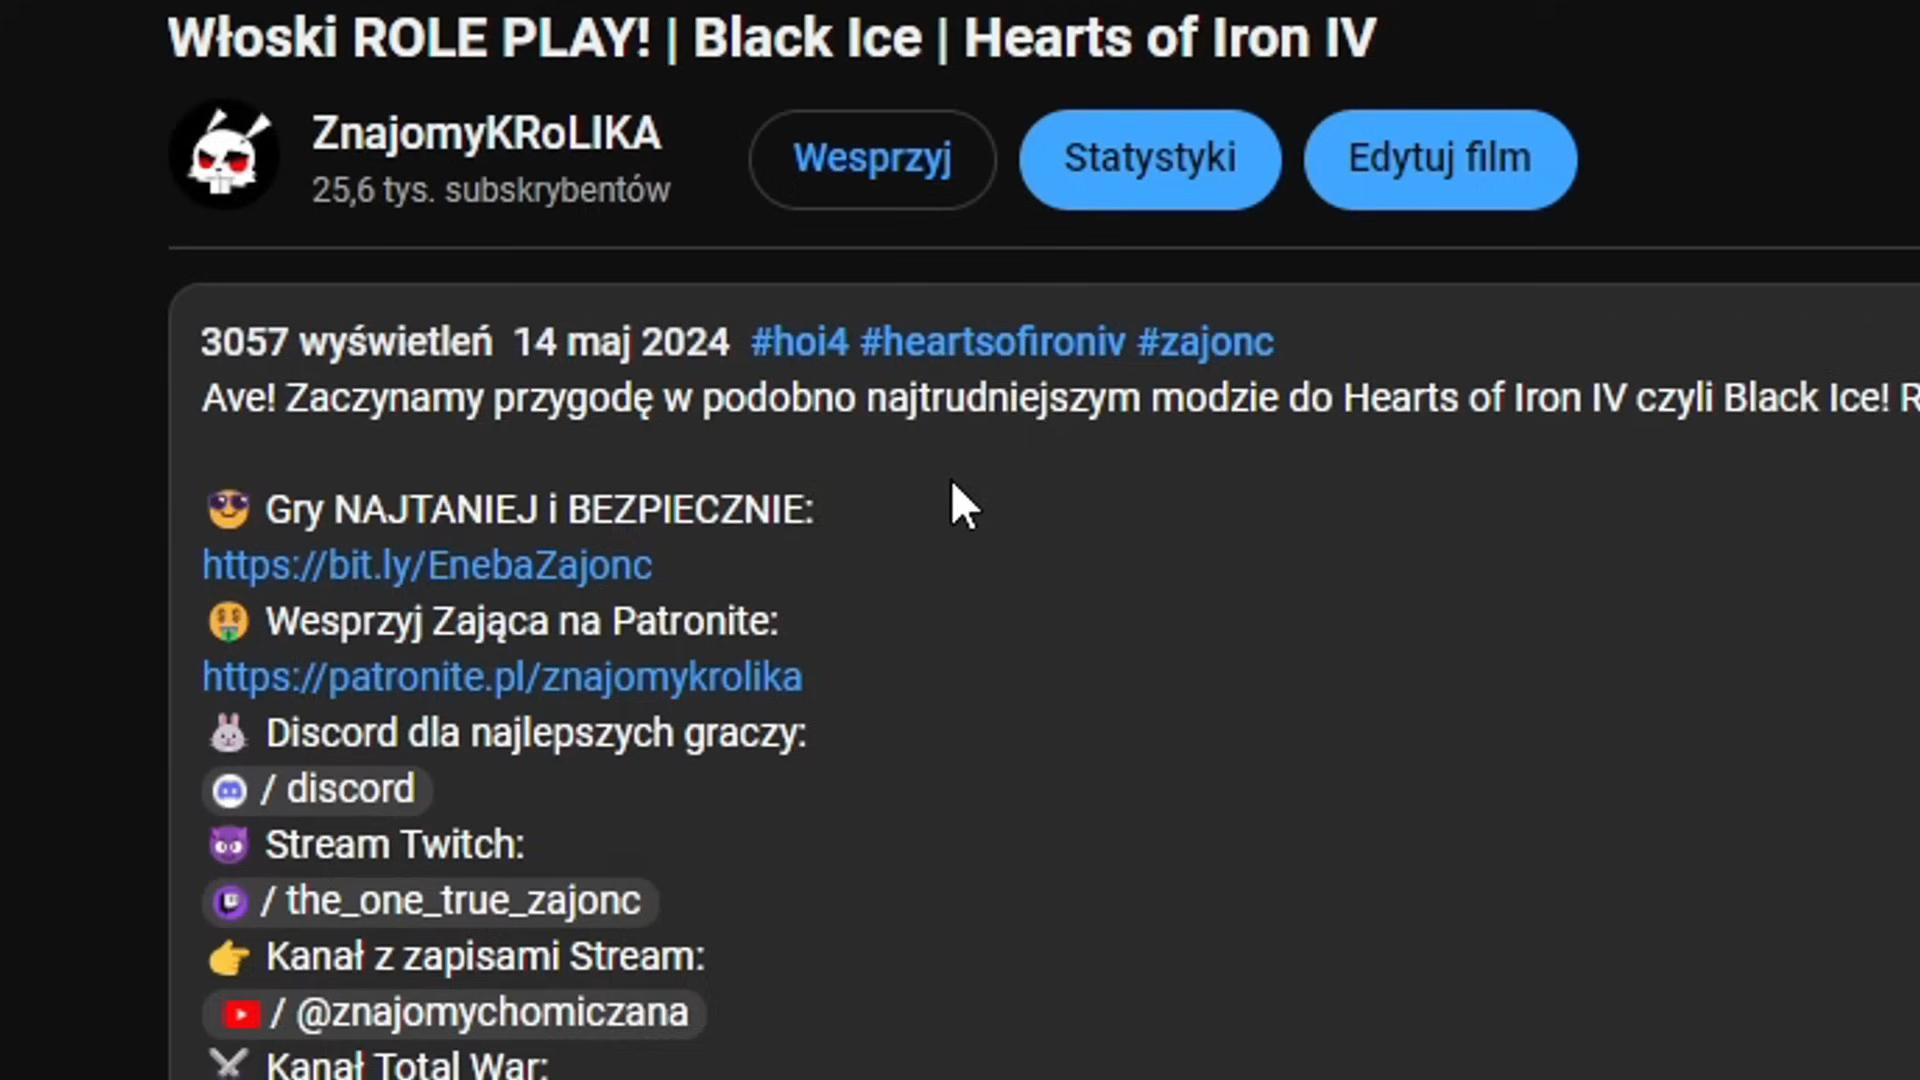 Włoski ROLE PLAY! | Black Ice | Hearts of Iron IV
ZnajomyKRoLIKA
25,6 tys. subskrybentów
Wesprzyj
Statystyki
Edytuj film
3057 wyświetleń 14 maj 2024 #hoi4 #heartsofironiv #zajonc
Ave! Zaczynamy przygodę w podobno najtrudniejszym modzie do Hearts of Iron IV czyli Black Ice! R
Gry NAJTANIEJ i BEZPIECZNIE:
https://bit.ly/EnebaZajonc
Wesprzyj Zająca na Patronite:
https://patronite.pl/znajomykrolika
Discord dla najlepszych graczy:
/ discord
Stream Twitch:
/ the_one_true_zajonc
Kanał z zapisami Stream:
/ @znajomychomiczana
Kanał Total War: